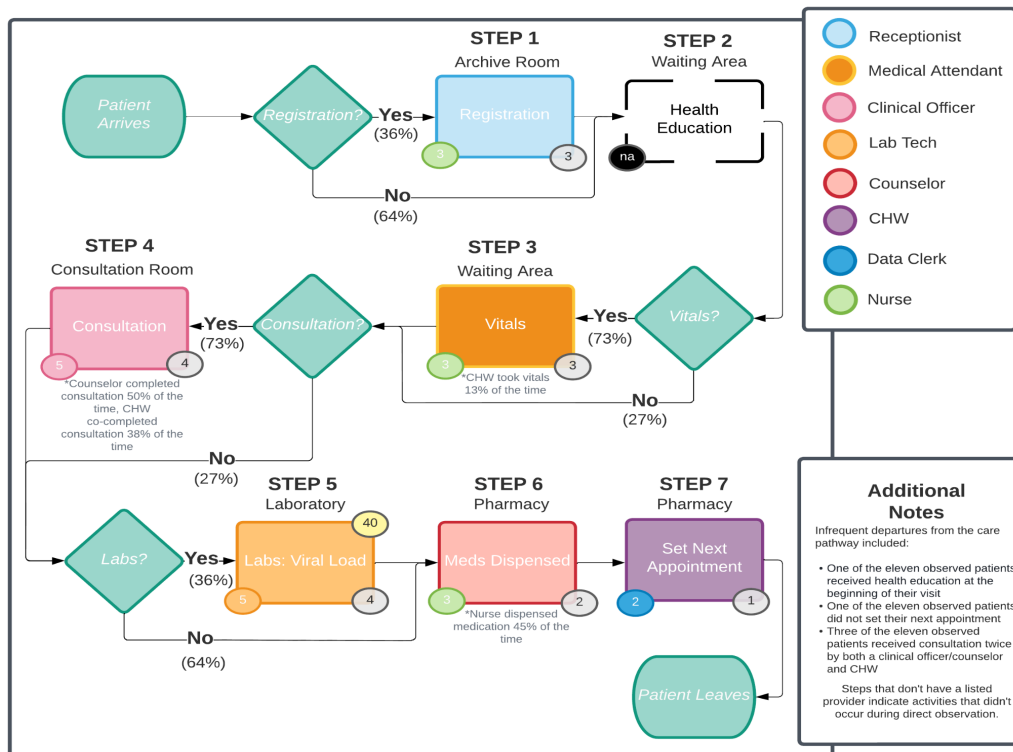 STEP 1
Archive Room
STEP 2
Waiting Area
Patient
Arrives
Registration?
Yes
(36%)
Registration
3
3
Health
Education
na
No
(64%)
STEP 4
Consultation Room
STEP 3
Waiting Area
Consultation
Yes
(73%)
5
4
*Counselor completed
consultation 50% of the
time, CHW
co-completed
consultation 38% of the
time
Consultation?
Vitals
3
3
*CHW took vitals
13% of the time
Yes
(73%)
Vitals?
No
(27%)
No
(27%)
STEP 5
Laboratory
STEP 6
Pharmacy
STEP 7
Pharmacy
Labs?
Yes
(36%)
40
Labs: Viral Load
5
4
Meds Dispensed
3
2
*Nurse dispensed
medication 45% of the
time
Set Next
Appointment
2
1
No
(64%)
Patient Leaves
Receptionist
Medical Attendant
Clinical Officer
Lab Tech
Counselor
CHW
Data Clerk
Nurse
Additional
Notes
Infrequent departures from the care
pathway included:
• One of the eleven observed patients
received health education at the
beginning of their visit
• One of the eleven observed patients
did not set their next appointment
• Three of the eleven observed
patients received consultation twice
by both a clinical officer/counselor
and CHW
Steps that don't have a listed
provider indicate activities that didn't
occur during direct observation.